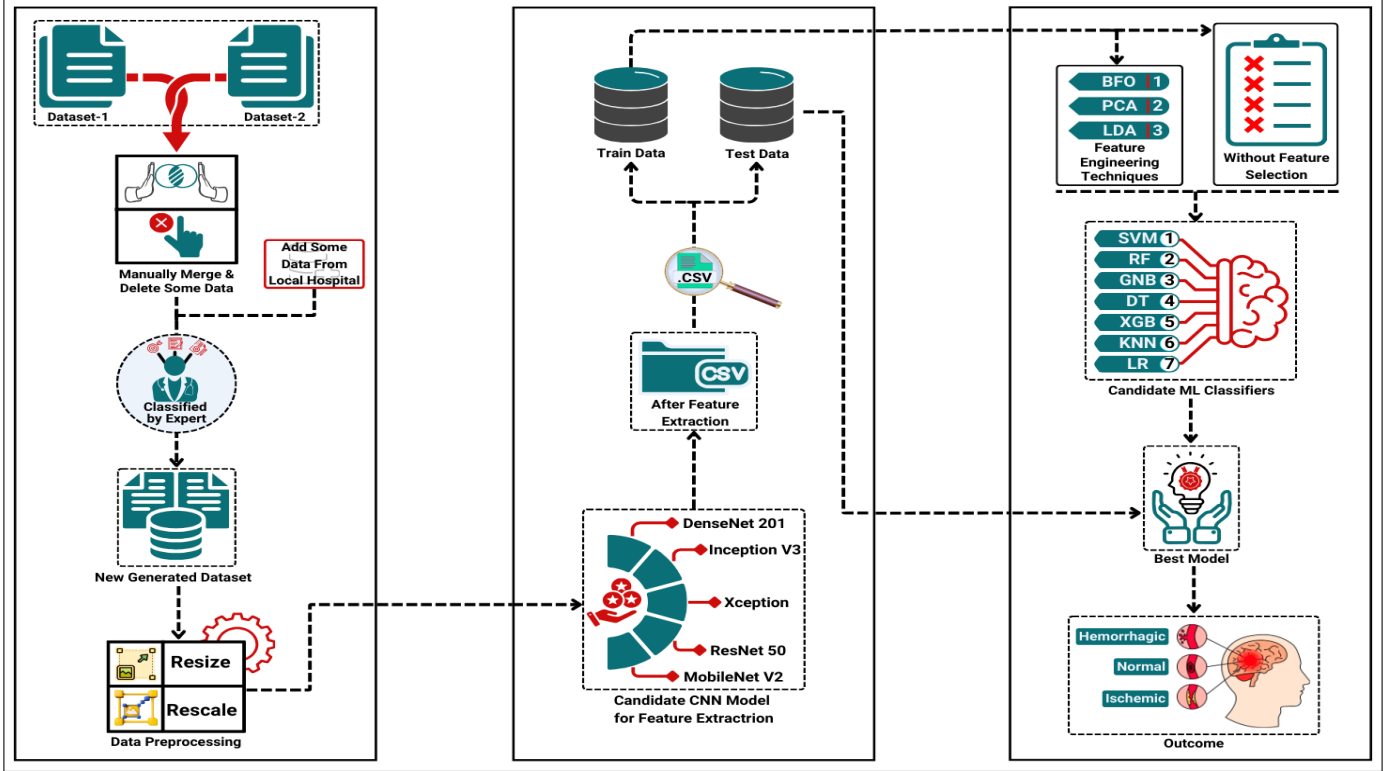 Dataset-1
Dataset-2
Manually Merge &
Delete Some Data
Add Some
Data From
Local Hospital
Classified
by Expert
New Generated Dataset
Resize
Rescale
Data Preprocessing
Train Data
Test Data
.CSV
CSV
After Feature
Extraction
DenseNet 201
Inception V3
Xception
ResNet 50
MobileNet V2
Candidate CNN Model
for Feature Extractrion
BFO 1
PCA 2
LDA 3
Feature
Engineering
Techniques
Without Feature
Selection
SVM 1
RF 2
GNB 3
DT 4
XGB 5
KNN 6
LR 7
Candidate ML Classifiers
Best Model
Hemorrhagic
Normal
Ischemic
Outcome